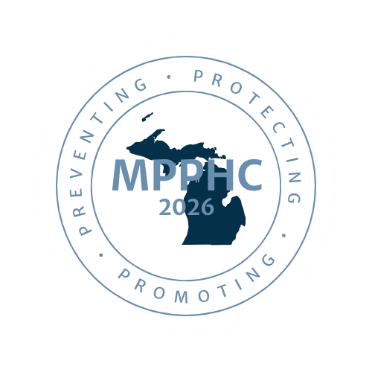 PREVENTING • PROTECTING • PROMOTING •
MPPHC
2026